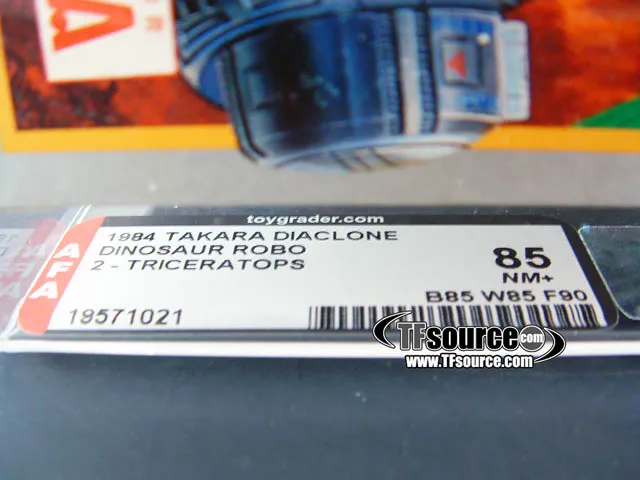 A
toygrader.com
AFA
1984 TAKARA DIACLONE
DINOSAUR ROBO
2 - TRICERATOPS
85
NM+
B85 W85 F90
19571021
TFsource.com
www.TFsource.com